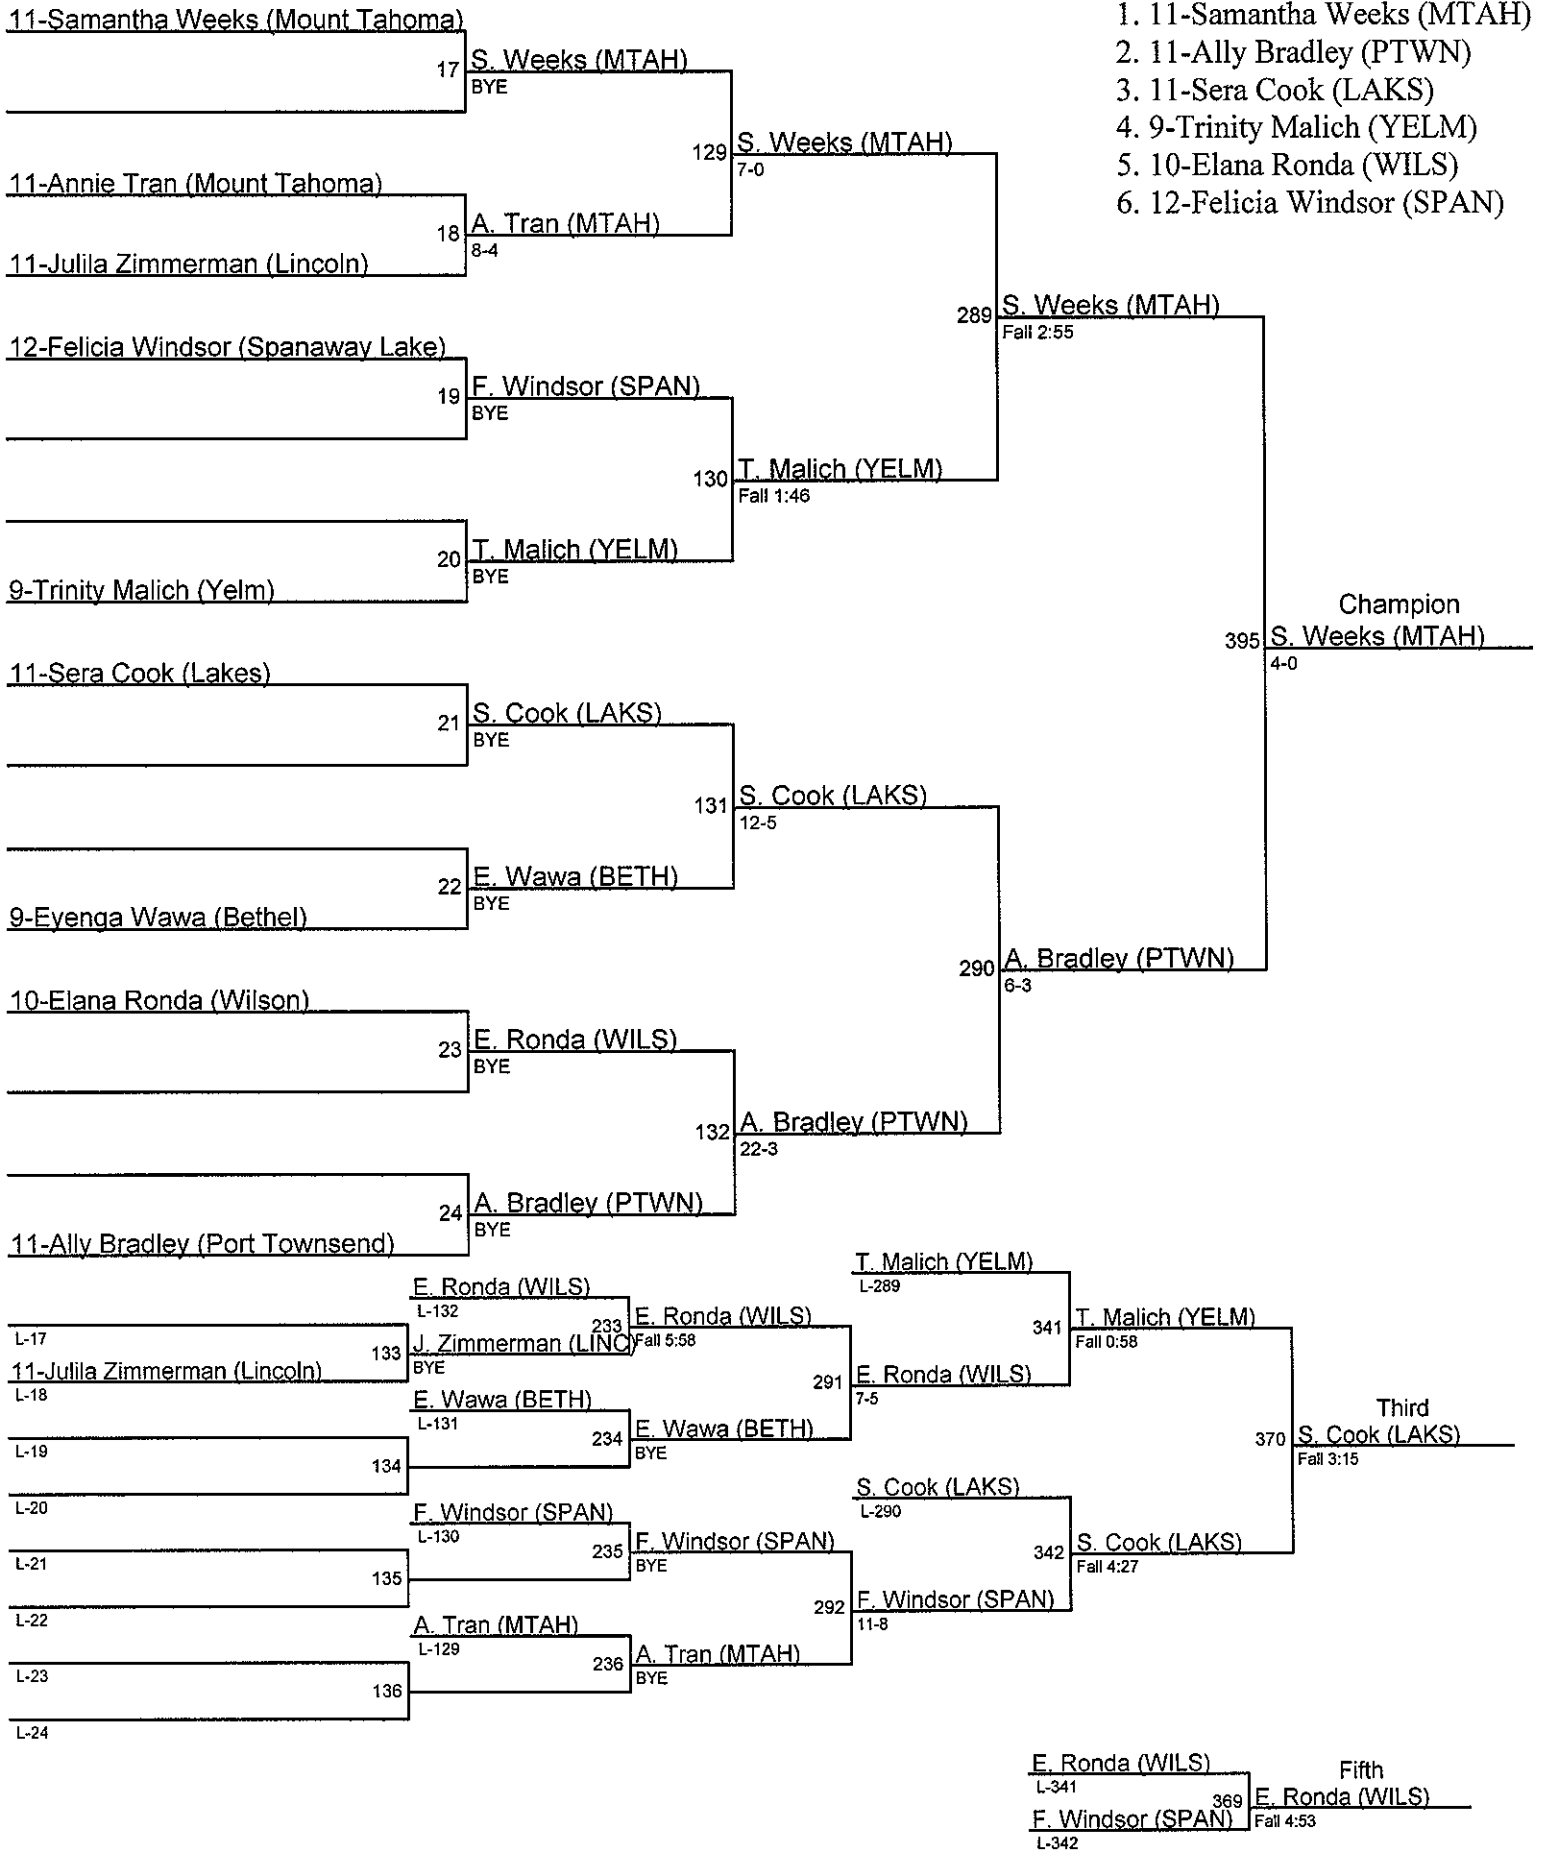 11-Samantha Weeks (Mount Tahoma)
17 S. Weeks (MTAH)
BYE
129 S. Weeks (MTAH)
7-0
11-Annie Tran (Mount Tahoma)
18 A. Tran (MTAH)
8-4
11-Julila Zimmerman (Lincoln)
289 S. Weeks (MTAH)
Fall 2:55
12-Felicia Windsor (Spanaway Lake)
19 F. Windsor (SPAN)
BYE
130 T. Malich (YELM)
Fall 1:46
20 T. Malich (YELM)
BYE
9-Trinity Malich (Yelm)
Champion
395 S. Weeks (MTAH)
4-0
11-Sera Cook (Lakes)
21 S. Cook (LAKS)
BYE
131 S. Cook (LAKS)
12-5
22 E. Wawa (BETH)
BYE
9-Eyenga Wawa (Bethel)
290 A. Bradley (PTWN)
6-3
10-Elana Ronda (Wilson)
23 E. Ronda (WILS)
BYE
132 A. Bradley (PTWN)
22-3
24 A. Bradley (PTWN)
BYE
11-Ally Bradley (Port Townsend)
1. 11-Samantha Weeks (MTAH)
2. 11-Ally Bradley (PTWN)
3. 11-Sera Cook (LAKS)
4. 9-Trinity Malich (YELM)
5. 10-Elana Ronda (WILS)
6. 12-Felicia Windsor (SPAN)
L-17
133 J. Zimmerman (LINC)
BYE
11-Julila Zimmerman (Lincoln)
L-18
L-19
134
L-20
L-21
135
L-22
L-23
136
L-24
E. Ronda (WILS)
L-132
233 E. Ronda (WILS)
Fall 5:58
E. Wawa (BETH)
L-131
234 E. Wawa (BETH)
BYE
F. Windsor (SPAN)
L-130
235 F. Windsor (SPAN)
BYE
A. Tran (MTAH)
L-129
236 A. Tran (MTAH)
BYE
T. Malich (YELM)
L-289
291 E. Ronda (WILS)
7-5
341 T. Malich (YELM)
Fall 0:58
S. Cook (LAKS)
L-290
292 F. Windsor (SPAN)
11-8
342 S. Cook (LAKS)
Fall 4:27
Third
370 S. Cook (LAKS)
Fall 3:15
E. Ronda (WILS)
L-341
F. Windsor (SPAN)
L-342
Fifth
369 E. Ronda (WILS)
Fall 4:53